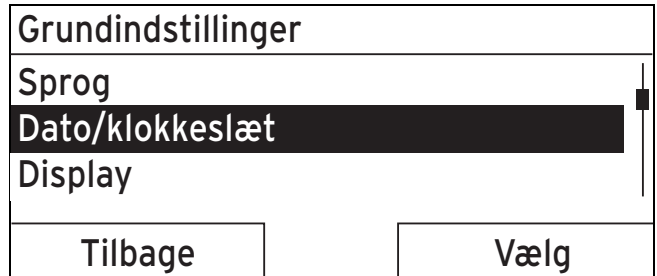 Grundindstillinger
Sprog
Dato/klokkeslæt
Display
Tilbage
Vælg